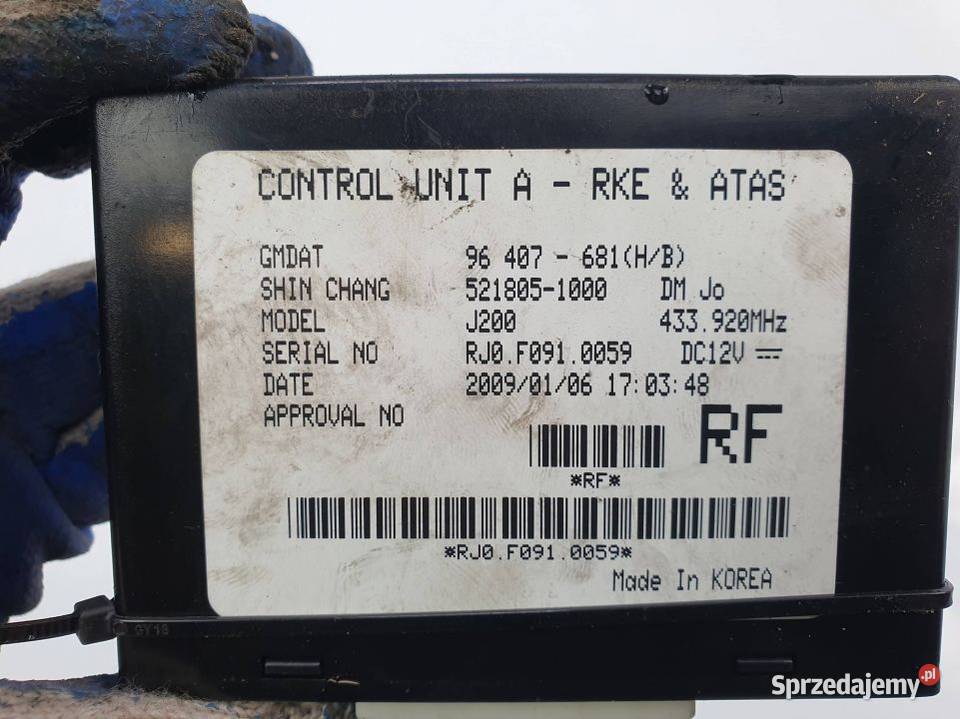 CONTROL UNIT A - RKE & ATAS
GMDAT 96 407 - 681(H/B)
SHIN CHANG 521805-1000 DM Jo
MODEL J200 433.920MHz
SERIAL NO RJ0.F091.0059 DC12V
DATE 2009/01/06 17:03:48
APPROVAL NO
RF
*RF*
*RJ0.F091.0059*
Made In KOREA
Sprzedajemy.pl